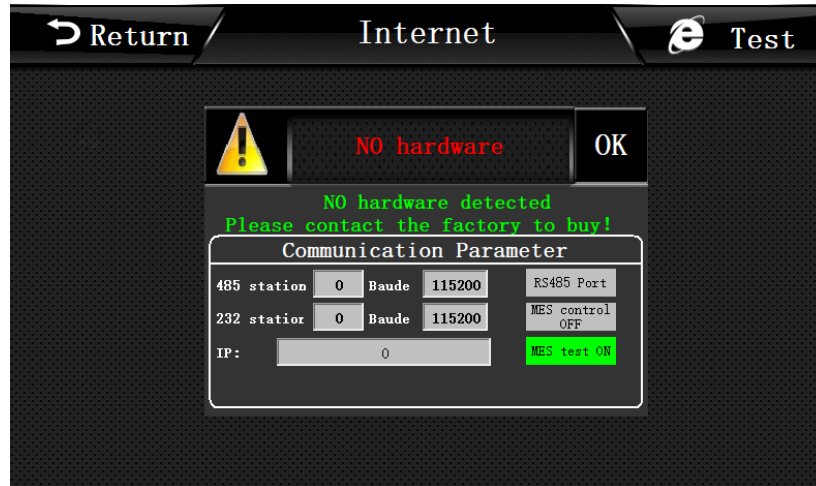 Return
Internet
Test
NO hardware
OK
NO hardware detected
Please contact the factory to buy!
Communication Parameter
485 station 0 Baude 115200 RS485 Port
232 station 0 Baude 115200 MES control
OFF
IP: 0 MES test ON